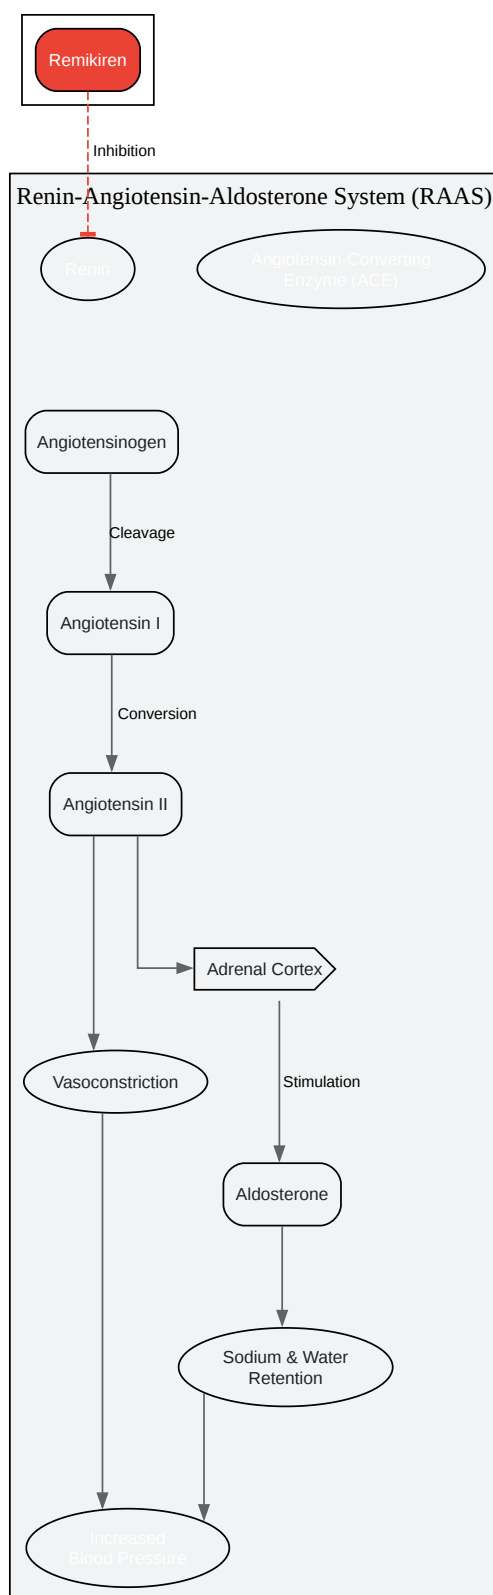 Remikiren
Inhibition
Renin-Angiotensin-Aldosterone System (RAAS)
Renin
Angiotensin-Converting
Enzyme (ACE)
Angiotensinogen
Cleavage
Angiotensin I
Conversion
Angiotensin II
Adrenal Cortex
Vasoconstriction
Stimulation
Aldosterone
Sodium & Water
Retention
Increased
Blood Pressure